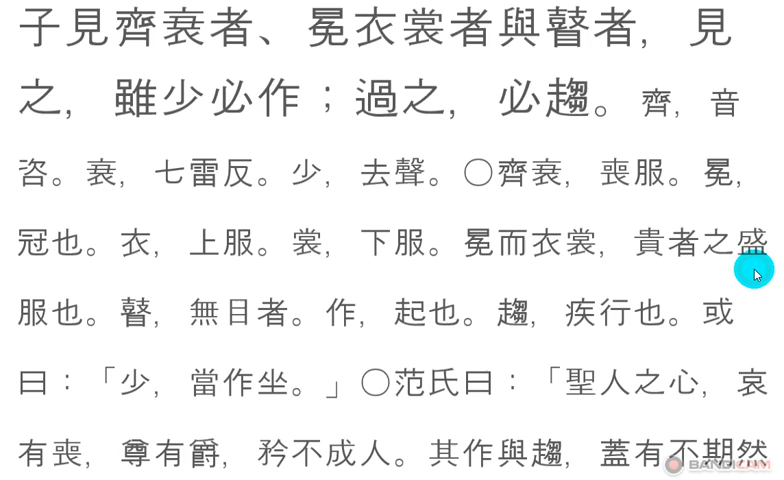 子見齊衰者、冕衣裳者與瞽者，見
之，雖少必作；過之，必趨。齊，音
咨。衰，七雷反。少，去聲。〇齊衰，喪服。冕，
冠也。衣，上服。裳，下服。冕而衣裳，貴者之盛
服也。瞽，無目者。作，起也。趨，疾行也。或
曰：「少，當作坐。」〇范氏曰：「聖人之心，哀
有喪，尊有爵，矜不成人。其作與趨，蓋有不期然
BANDICAM